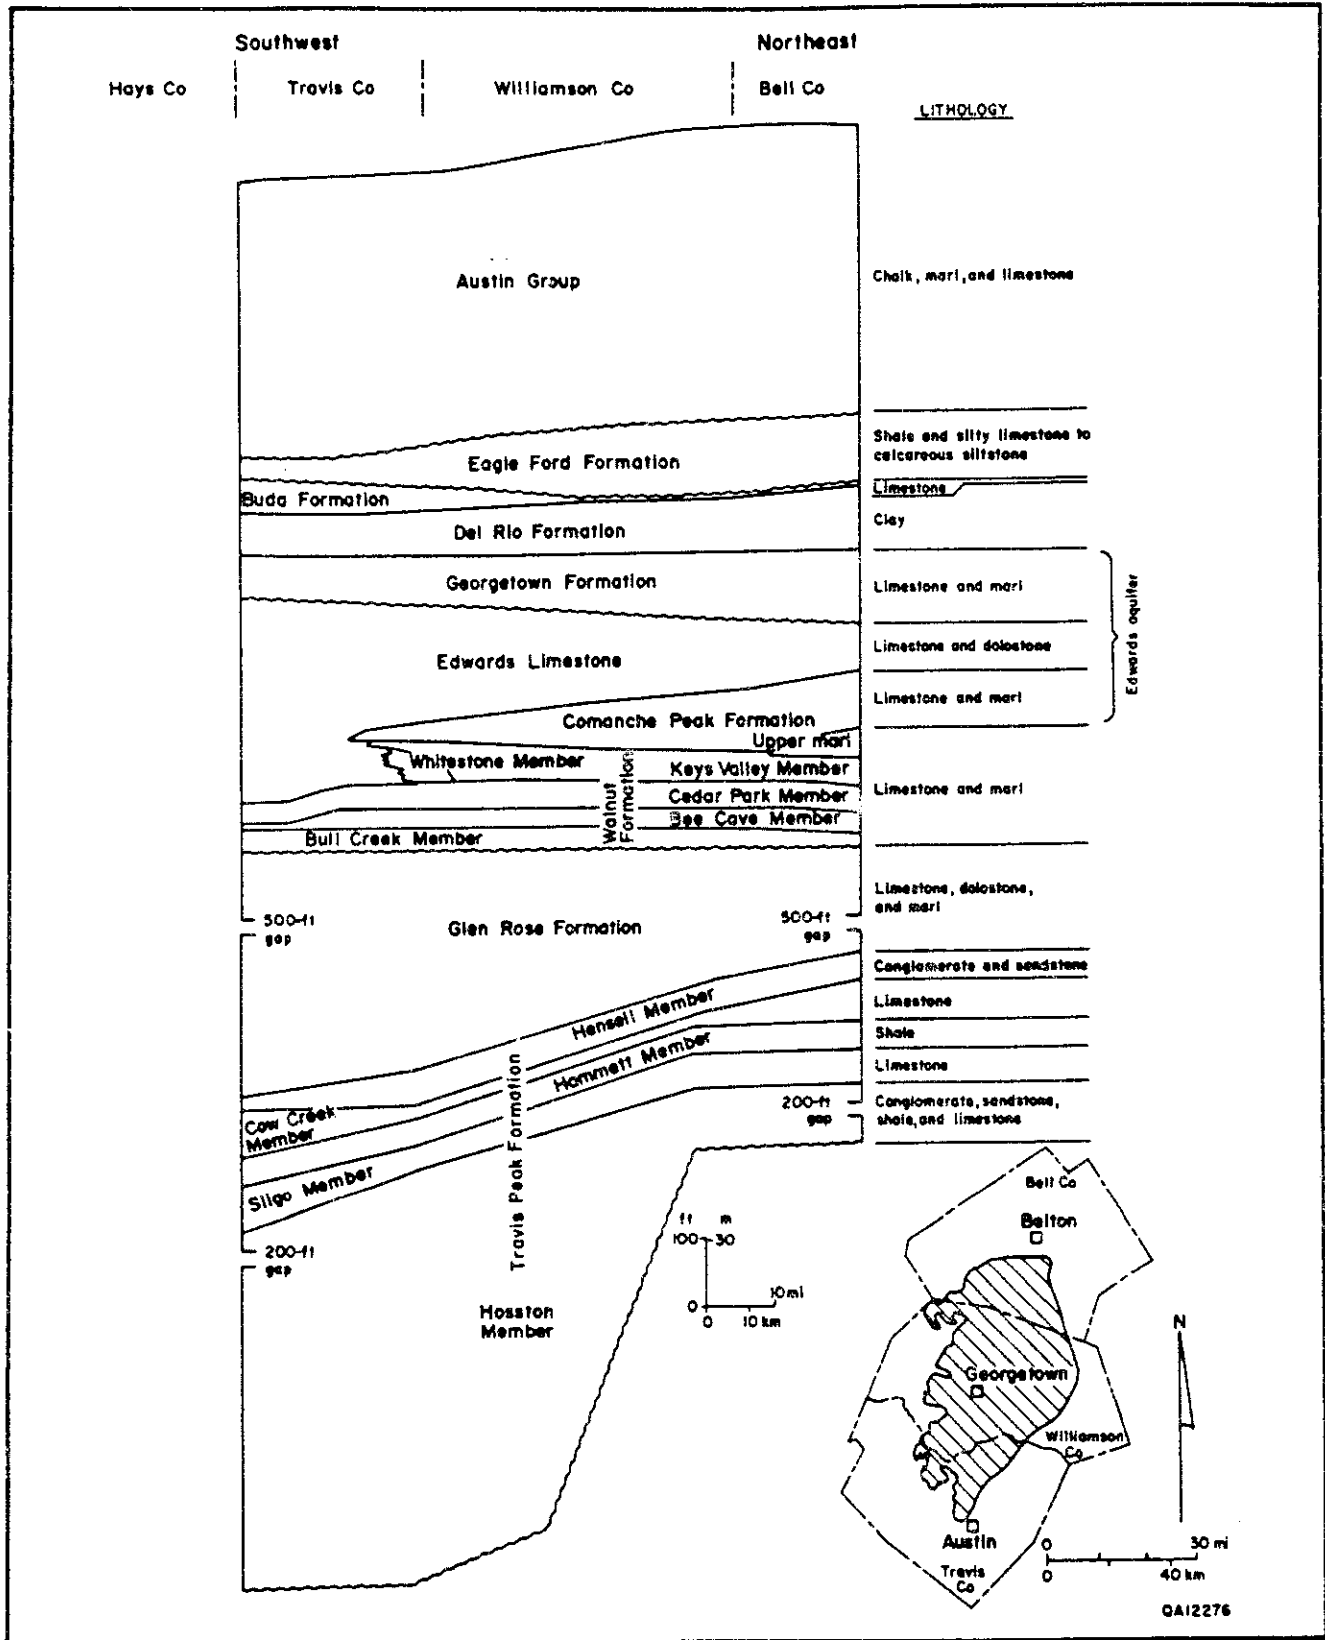 Southwest
Northeast
Hays Co
Travis Co
Williamson Co
Bell Co
LITHOLOGY
Austin Group
Chalk, marl, and limestone
Eagle Ford Formation
Shale and silty limestone to
calcareous siltstone
Buda Formation
Limestone
Del Rio Formation
Clay
Georgetown Formation
Limestone and marl
Edwards Limestone
Limestone and dolostone
Edwards aquifer
Comanche Peak Formation
Limestone and marl
Upper marl
Whitestone Member
Keys Valley Member
Walnut
Formation
Cedar Park Member
Limestone and marl
Bee Cave Member
Bull Creek Member
Limestone, dolostone,
and marl
500-ft
gap
500-ft
gap
Glen Rose Formation
Conglomerate and sandstone
Hensell Member
Limestone
Shale
Hammett Member
Limestone
Cow Creek
Member
Travis Peak Formation
200-ft
gap
Conglomerate, sandstone,
shale, and limestone
Sligo Member
200-ft
gap
Hosston
Member
ft m
100 30
0
10 mi
0 10 km
Bell Co
Belton
N
Georgetown
Williamson
Co
Austin
Travis
Co
0 30 mi
0 40 km
QA12276